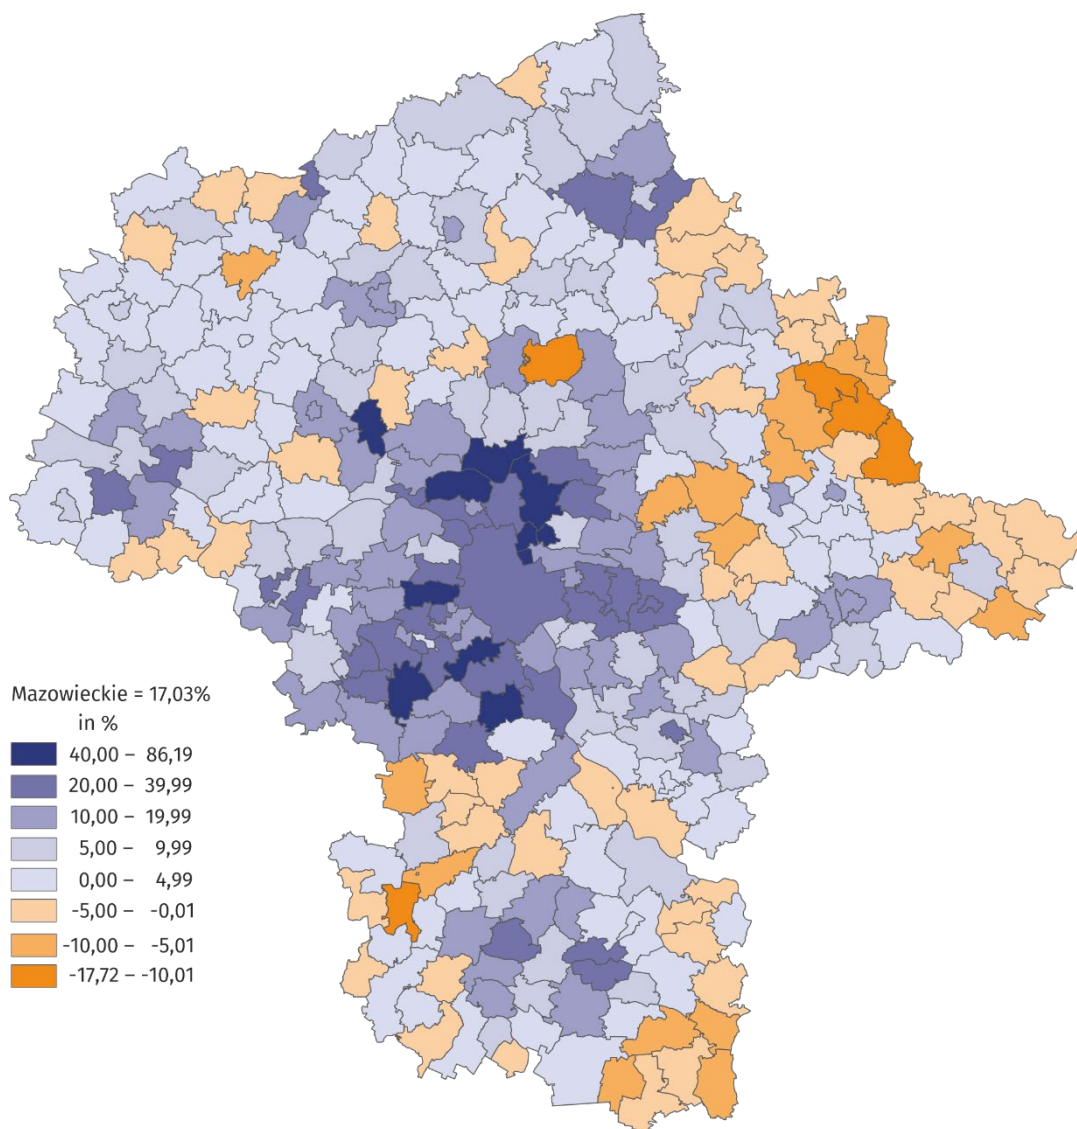 Mazowieckie = 17,03%
in %
40,00 – 86,19
20,00 – 39,99
10,00 – 19,99
5,00 – 9,99
0,00 – 4,99
-5,00 – -0,01
-10,00 – -5,01
-17,72 – -10,01